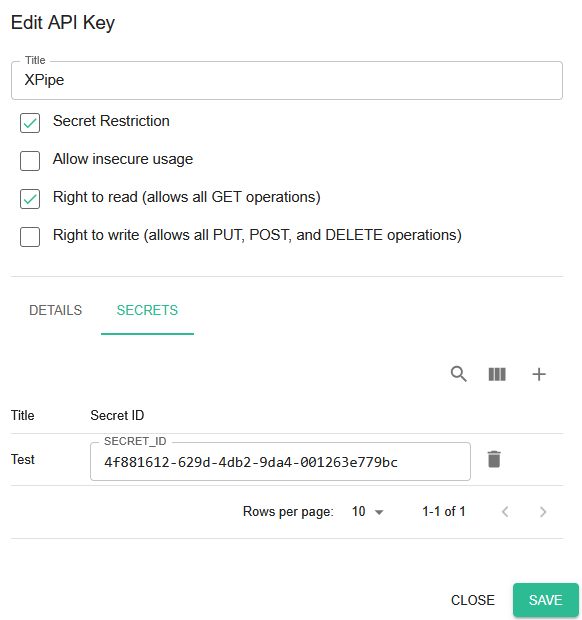 Edit API Key
Title
XPipe
Secret Restriction
Allow insecure usage
Right to read (allows all GET operations)
Right to write (allows all PUT, POST, and DELETE operations)
DETAILS SECRETS
Title Secret ID
SECRET_ID
Test 4f881612-629d-4db2-9da4-001263e779bc
Rows per page: 10 1-1 of 1
CLOSE SAVE